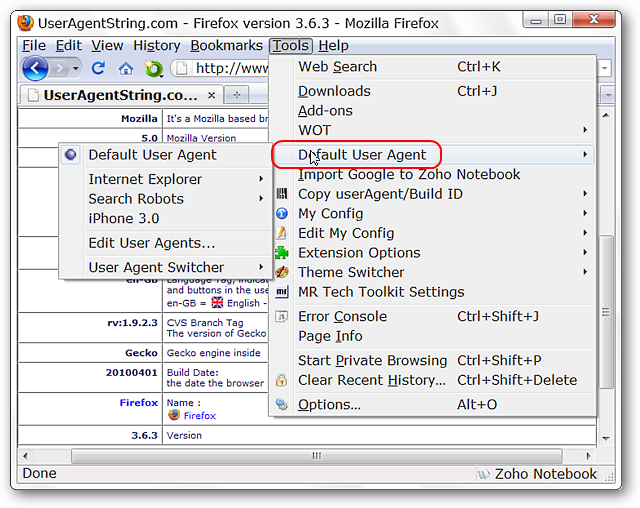 UserAgentString.com - Firefox version 3.6.3 - Mozilla Firefox
File Edit View History Bookmarks Tools Help
http://www
UserAgentString.co...
Mozilla It's a Mozilla based br
5.0 Mozilla Version
Default User Agent
Internet Explorer
Search Robots
iPhone 3.0
Edit User Agents...
User Agent Switcher
Web Search Ctrl+K
Downloads Ctrl+J
Add-ons
WOT
Default User Agent
Import Google to Zoho Notebook
Copy userAgent/Build ID
My Config
Edit My Config
Extension Options
Theme Switcher
mr MR Tech Toolkit Settings
Error Console Ctrl+Shift+J
Page Info
Start Private Browsing Ctrl+Shift+P
Clear Recent History... Ctrl+Shift+Delete
Options... Alt+O
en-GB Language Tag, indicat
and buttons in the use
en-GB = English -
rv:1.9.2.3 CVS Branch Tag
The version of Gecko
Gecko Gecko engine inside
20100401 Build Date:
the date the browser
Firefox Name :
Firefox
3.6.3 Version
Done Zoho Notebook